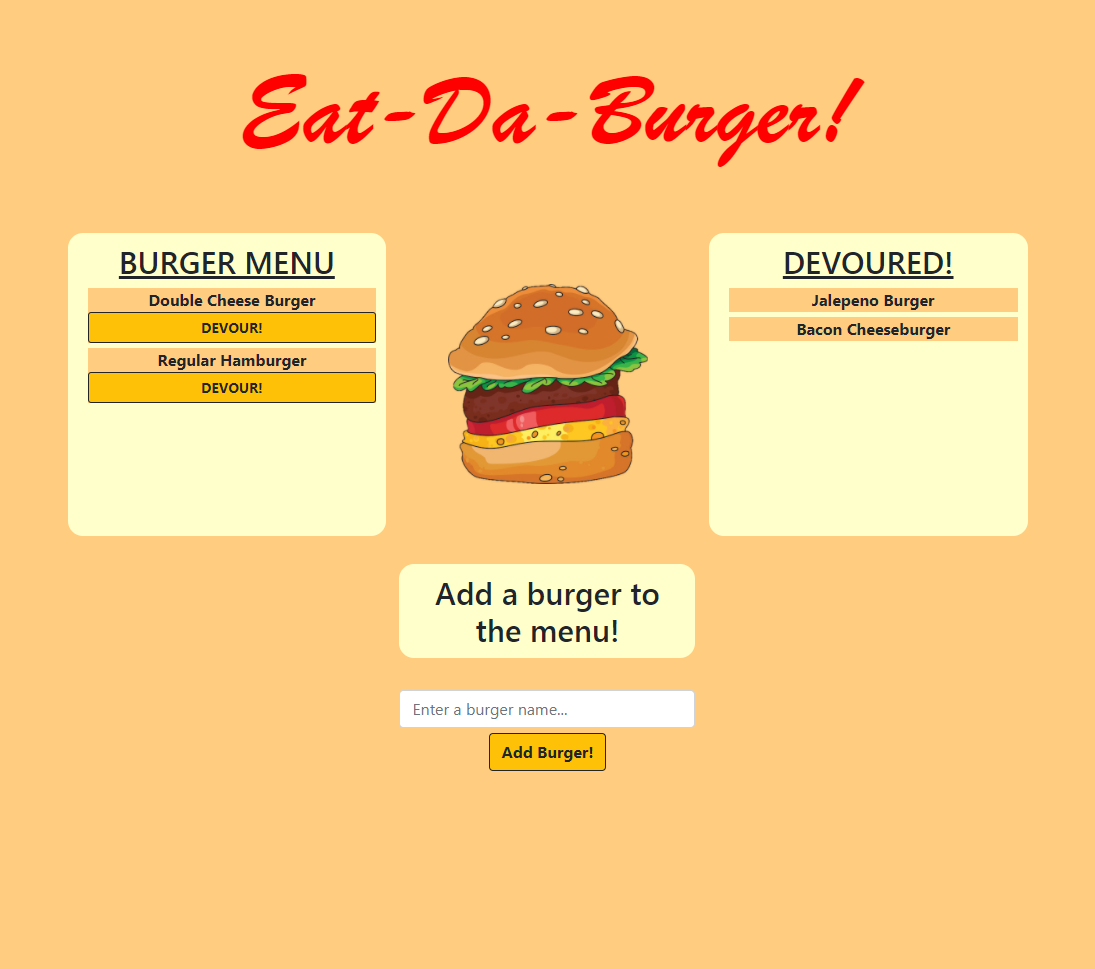 Eat-Da-Burger!
BURGER MENU
Double Cheese Burger
DEVOUR!
Regular Hamburger
DEVOUR!
DEVOURED!
Jalepeno Burger
Bacon Cheeseburger
Add a burger to
the menu!
Enter a burger name...
Add Burger!